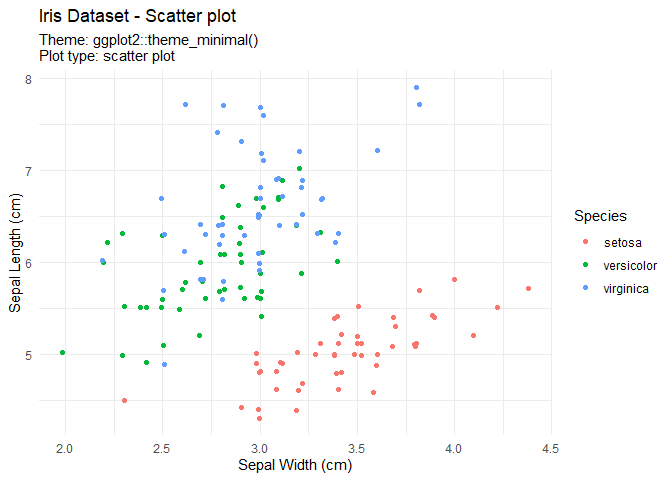 Iris Dataset - Scatter plot
Theme: ggplot2::theme_minimal()
Plot type: scatter plot
8
7
6
5
Sepal Length (cm)
2.0 2.5 3.0 3.5 4.0 4.5
Sepal Width (cm)
Species
setosa
versicolor
virginica